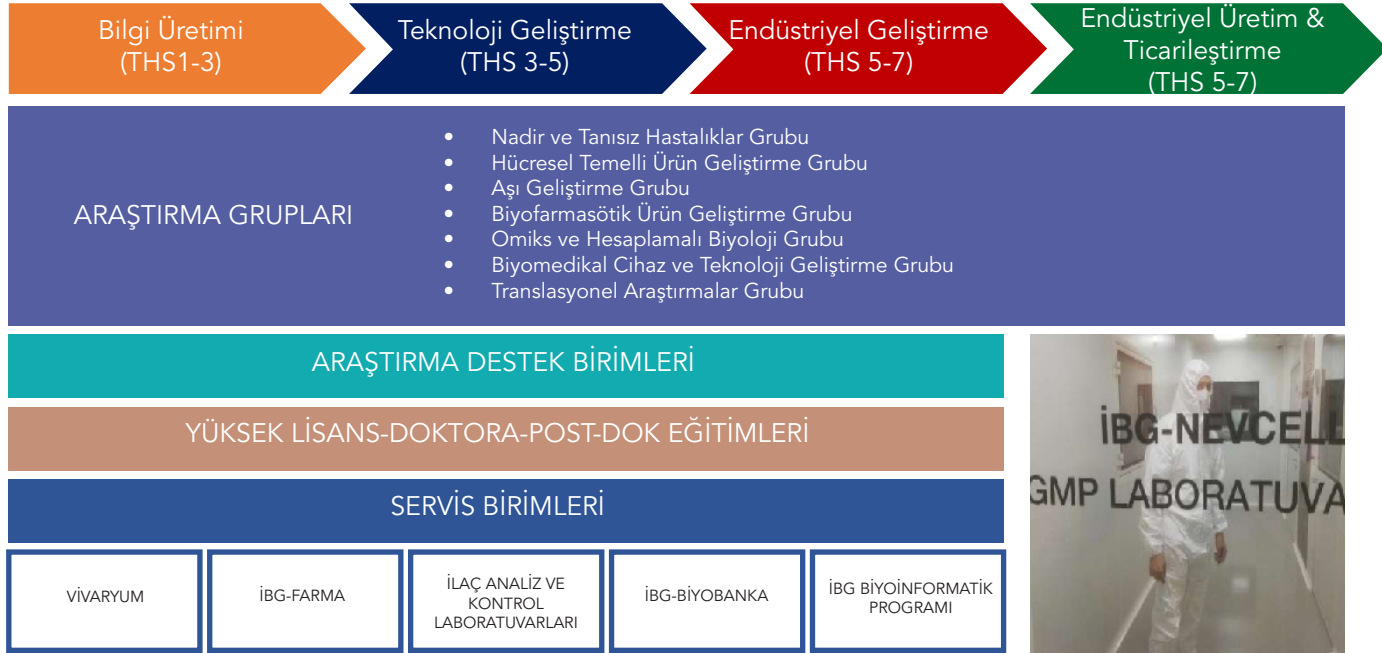 Bilgi Üretimi
(THS1-3)
Teknoloji Geliştirme
(THS 3-5)
Endüstriyel Geliştirme
(THS 5-7)
Endüstriyel Üretim &
Ticarileştirme
(THS 5-7)
ARAŞTIRMA GRUPLARI
• Nadir ve Tanısız Hastalıklar Grubu
• Hücresel Temelli Ürün Geliştirme Grubu
• Aşı Geliştirme Grubu
• Biyofarmasötik Ürün Geliştirme Grubu
• Omiks ve Hesaplamalı Biyoloji Grubu
• Biyomedikal Cihaz ve Teknoloji Geliştirme Grubu
• Translasyonel Araştırmalar Grubu
ARAŞTIRMA DESTEK BİRİMLERİ
YÜKSEK LİSANS-DOKTORA-POST-DOK EĞİTİMLERİ
SERVİS BİRİMLERİ
VİVARYUM
İBG-FARMA
İLAÇ ANALİZ VE
KONTROL
LABORATUVARLARI
İBG-BİYOBANKA
İBG BİYOİNFORMATİK
PROGRAMI
İBG-NEVCELL
GMP LABORATUVA